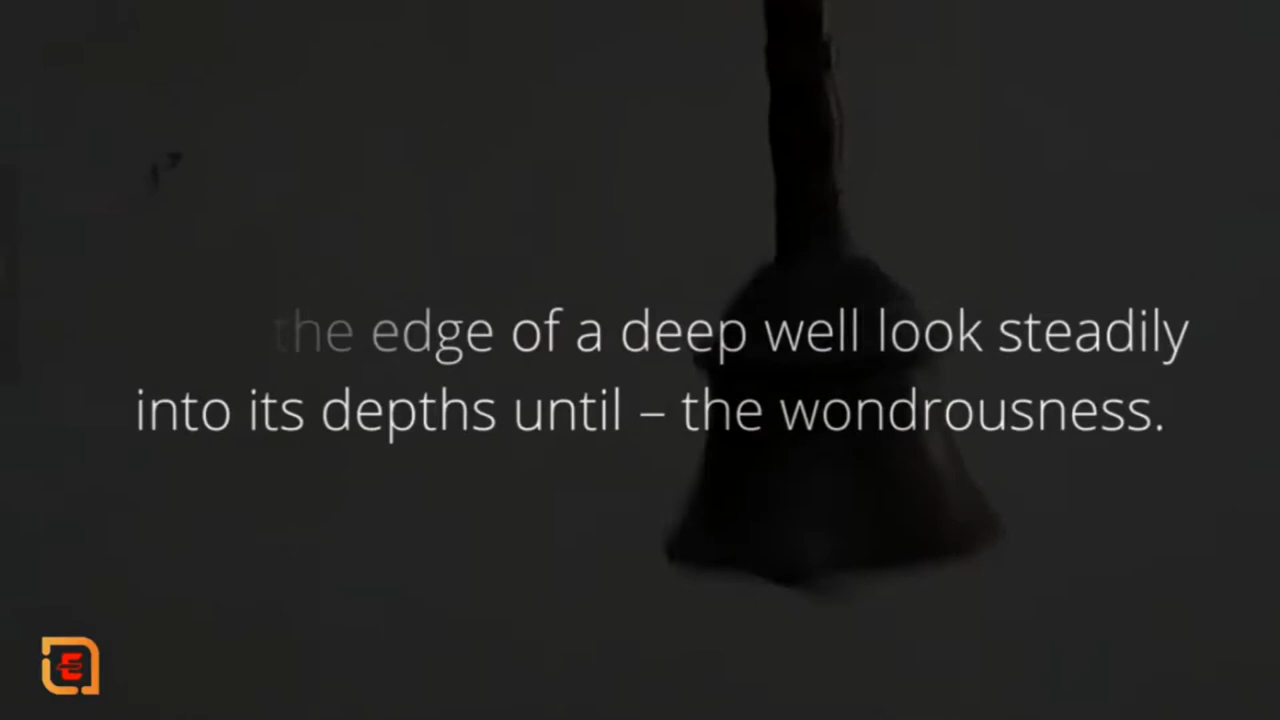 the edge of a deep well look steadily
into its depths until – the wondrousness.
E